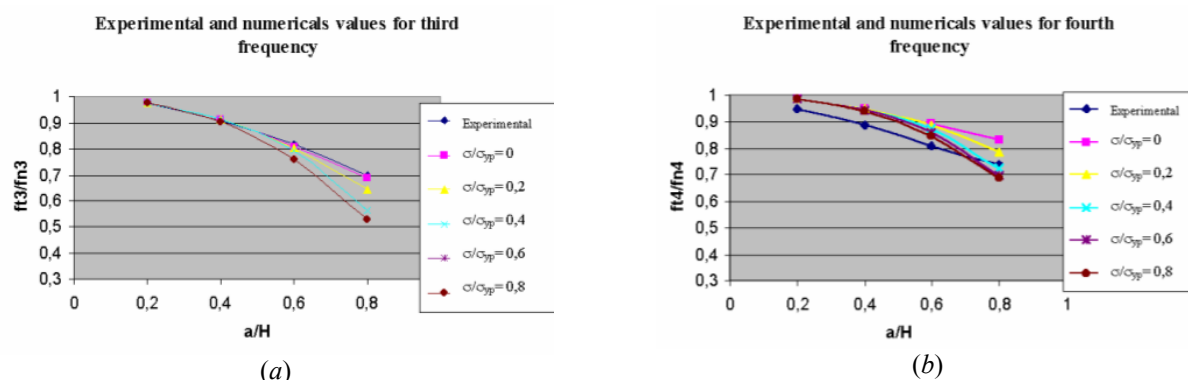 Experimental and numericals values for third
frequency
ft3/fn3
1
0,9
0,8
0,7
0,6
0,5
0,4
0,3
0
0,2
0,4
0,6
0,8
a/H
Experimental
σ/σyp= 0
σ/σyp= 0,2
σ/σyp= 0,4
σ/σyp= 0,6
σ/σyp= 0,8
(a)
Experimental and numericals values for fourth
frequency
ft4/fn4
1
0,9
0,8
0,7
0,6
0,5
0,4
0,3
0
0,2
0,4
0,6
0,8
1
a/H
Experimental
σ/σyp= 0
σ/σyp= 0,2
σ/σyp= 0,4
σ/σyp= 0,6
σ/σyp= 0,8
(b)